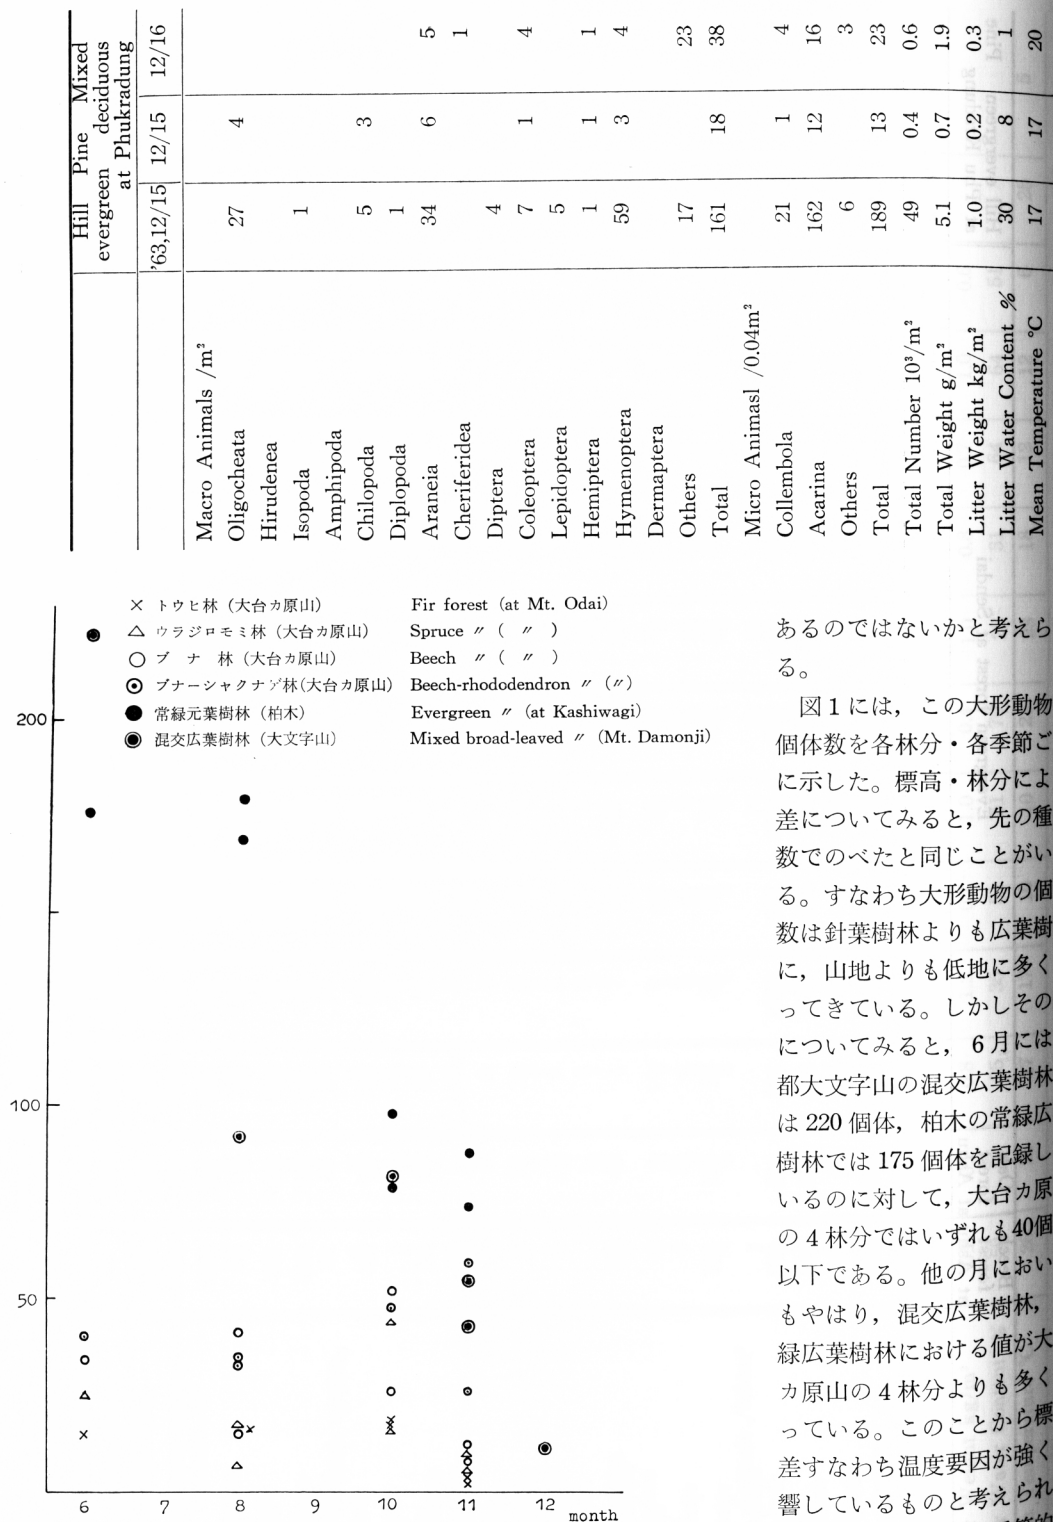 Hill Pine Mixed
evergreen deciduous
at Phukradung
'63,12/15 12/15 12/16
Macro Animals /m²
Oligocheata 27 4
Hirudenea
Isopoda 1
Amphipoda
Chilopoda 5 3
Diplopoda 1
Araneia 34 6 5
Cheriferidea 1
Diptera 4
Coleoptera 7 1 4
Lepidoptera 5
Hemiptera 1 1 1
Hymenoptera 59 3 4
Dermaptera
Others 17 23
Total 161 18 38
Micro Animasl /0.04m²
Collembola 21 1 4
Acarina 162 12 16
Others 6 3
Total 189 13 23
Total Number 10³/m² 49 0.4 0.6
Total Weight g/m² 5.1 0.7 1.9
Litter Weight kg/m² 1.0 0.2 0.3
Litter Water Content % 30 8 1
Mean Temperature °C 17 17 20
× トウヒ林（大台カ原山） Fir forest (at Mt. Odai)
△ ウラジロモミ林（大台カ原山） Spruce 〃 ( 〃 )
○ ブナ 林（大台カ原山） Beech 〃 ( 〃 )
⊙ ブナーシャクナゲ林(大台カ原山) Beech-rhododendron 〃 (〃)
● 常緑元葉樹林（柏木） Evergreen 〃 (at Kashiwagi)
◉ 混交広葉樹林（大文字山） Mixed broad-leaved 〃 (Mt. Damonji)
200
100
50
6 7 8 9 10 11 12 month
あるのではないかと考えら
る。
図1には，この大形動物
個体数を各林分・各季節ご
に示した。標高・林分によ
差についてみると，先の種
数でのべたと同じことがい
る。すなわち大形動物の個
数は針葉樹林よりも広葉樹
に，山地よりも低地に多く
ってきている。しかしその
についてみると，6月には
都大文字山の混交広葉樹林
は 220 個体，柏木の常緑広
樹林では 175 個体を記録し
いるのに対して，大台カ原
の4林分ではいずれも40個
以下である。他の月におい
もやはり，混交広葉樹林，
緑広葉樹林における値が大
カ原山の4林分よりも多く
っている。このことから標
差すなわち温度要因が強く
響しているものと考えられ